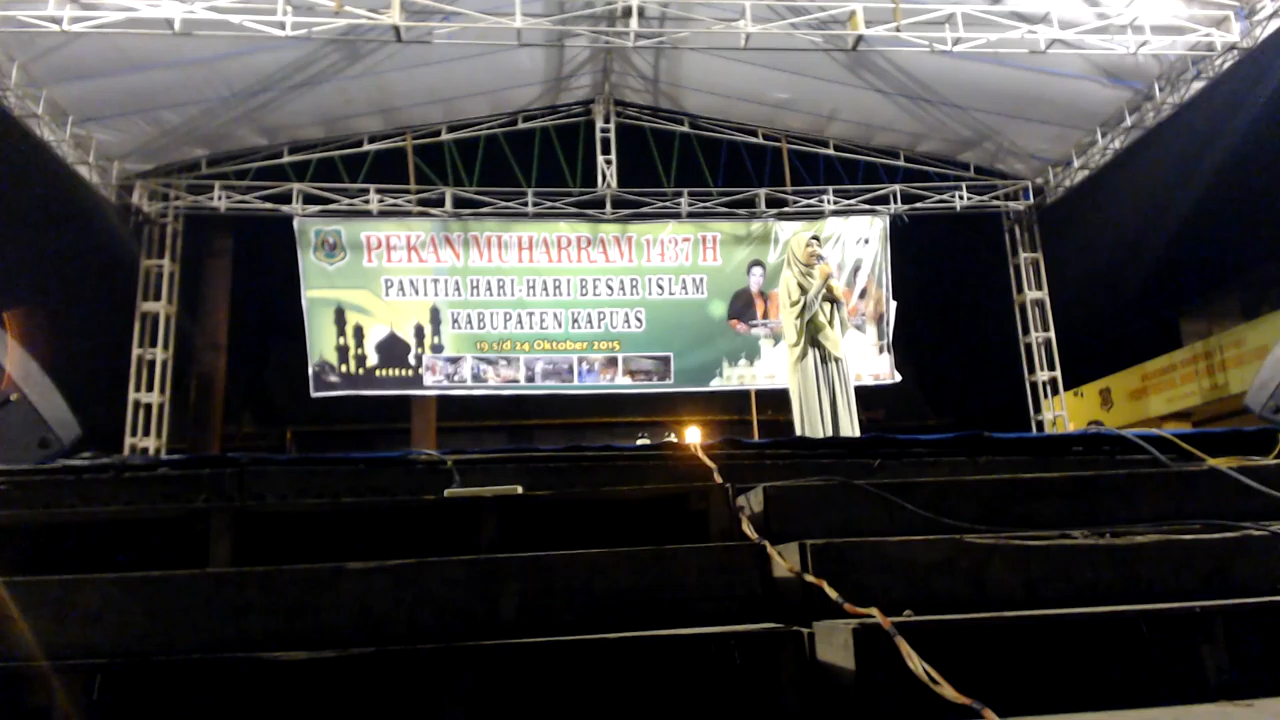 PEKAN MUHARRAM 1437 H
PANITIA HARI-HARI BESAR ISLAM
KABUPATEN KAPUAS
19 s/d 24 Oktober 2015